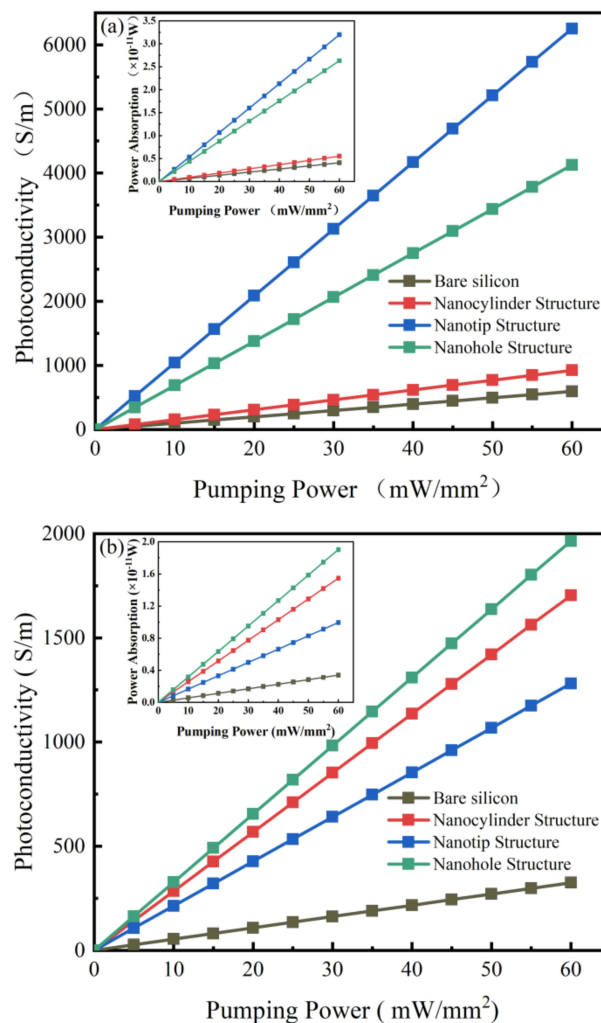 (a)
Photoconductivity （S/m）
6000
5000
4000
3000
2000
1000
0
0 10 20 30 40 50 60
Pumping Power （mW/mm²）
Power Absorption （×10⁻¹¹W）
3.5
3.0
2.5
2.0
1.5
1.0
0.5
0.0
0 10 20 30 40 50 60
Pumping Power （mW/mm²）
Bare silicon
Nanocylinder Structure
Nanotip Structure
Nanohole Structure
(b)
Photoconductivity ( S/m)
2000
1500
1000
500
0
0 10 20 30 40 50 60
Pumping Power ( mW/mm²)
Power Absorption (×10⁻¹¹W)
2.0
1.6
1.2
0.8
0.4
0.0
0 10 20 30 40 50 60
Pumping Power (mW/mm²)
Bare silicon
Nanocylinder Structure
Nanotip Structure
Nanohole Structure